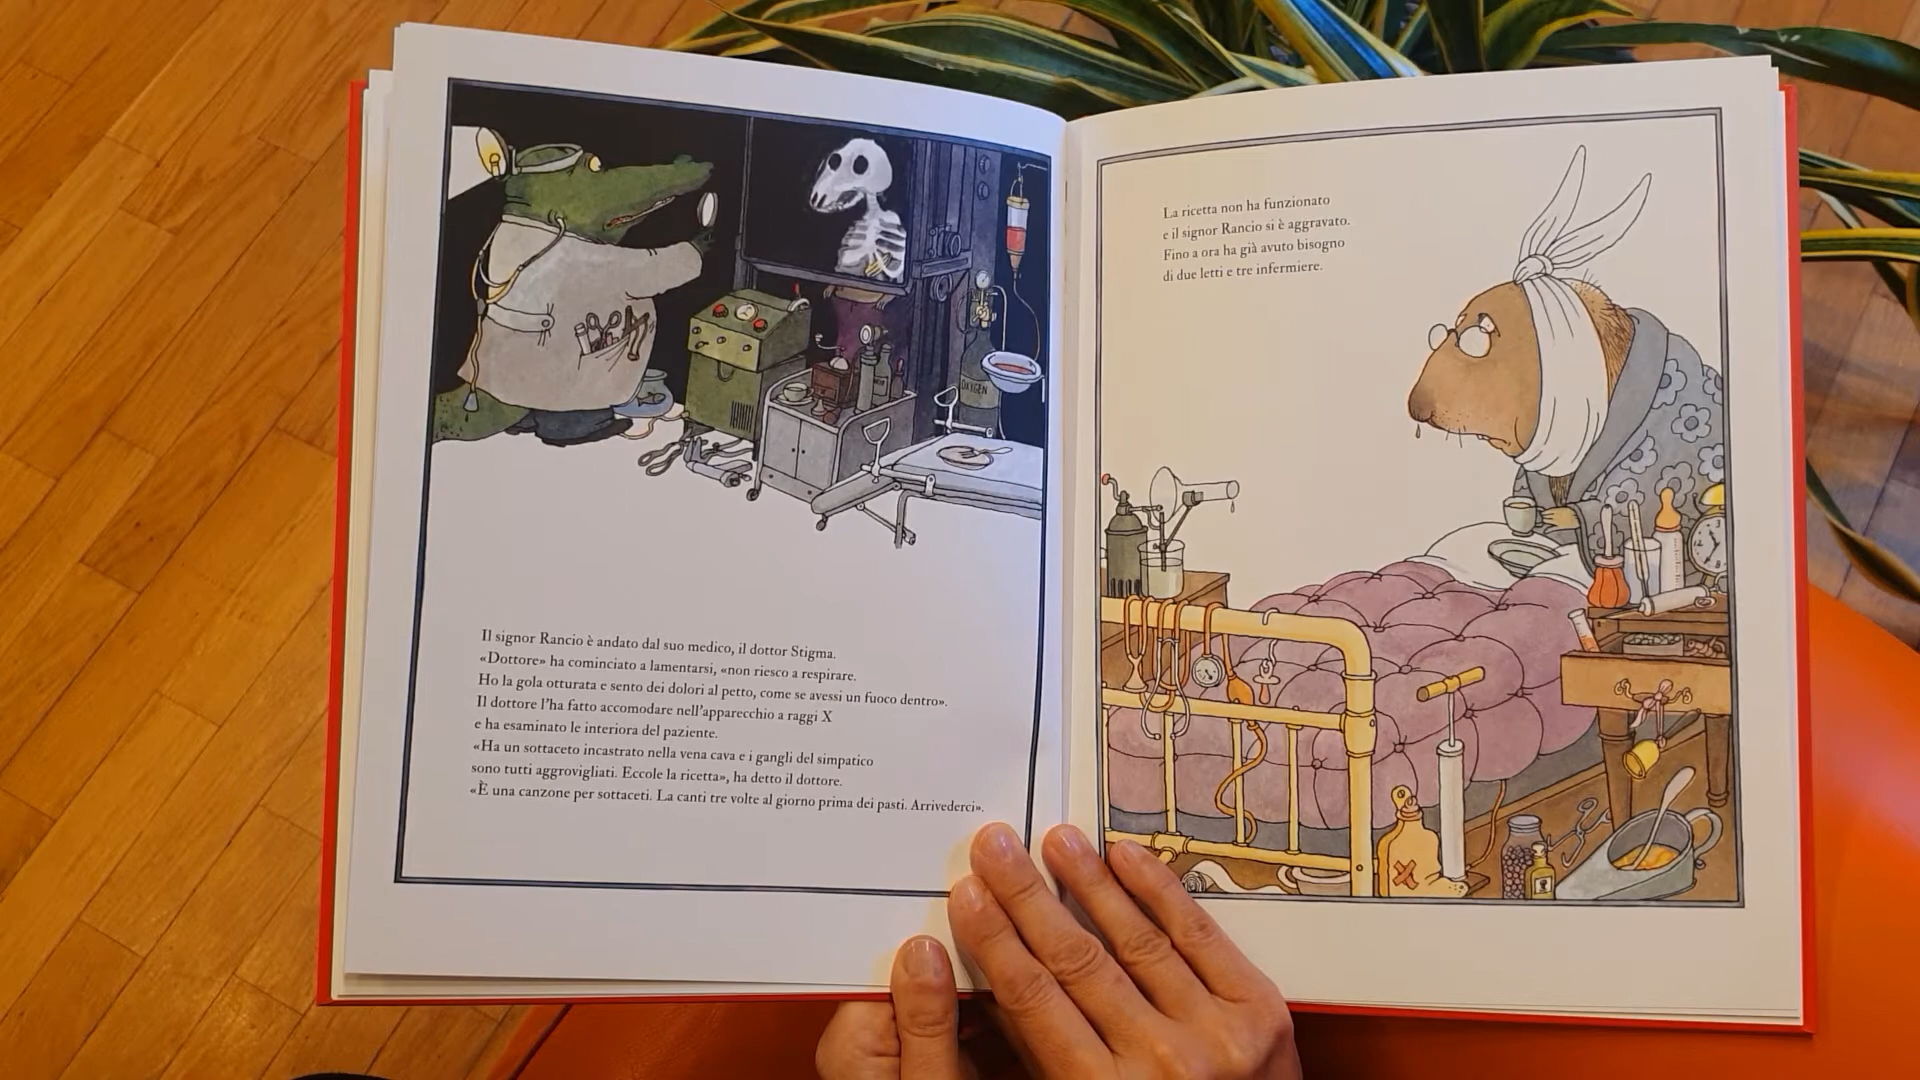 OXYGEN
Il signor Rancio è andato dal suo medico, il dottor Stigma.
«Dottore» ha cominciato a lamentarsi, «non riesco a respirare.
Ho la gola otturata e sento dei dolori al petto, come se avessi un fuoco dentro».
Il dottore l'ha fatto accomodare nell'apparecchio a raggi X
e ha esaminato le interiora del paziente.
«Ha un sottaceto incastrato nella vena cava e i gangli del simpatico
sono tutti aggrovigliati. Eccole la ricetta», ha detto il dottore.
«È una canzone per sottaceti. La canti tre volte al giorno prima dei pasti. Arrivederci».
La ricetta non ha funzionato
e il signor Rancio si è aggravato.
Fino a ora ha già avuto bisogno
di due letti e tre infermiere.